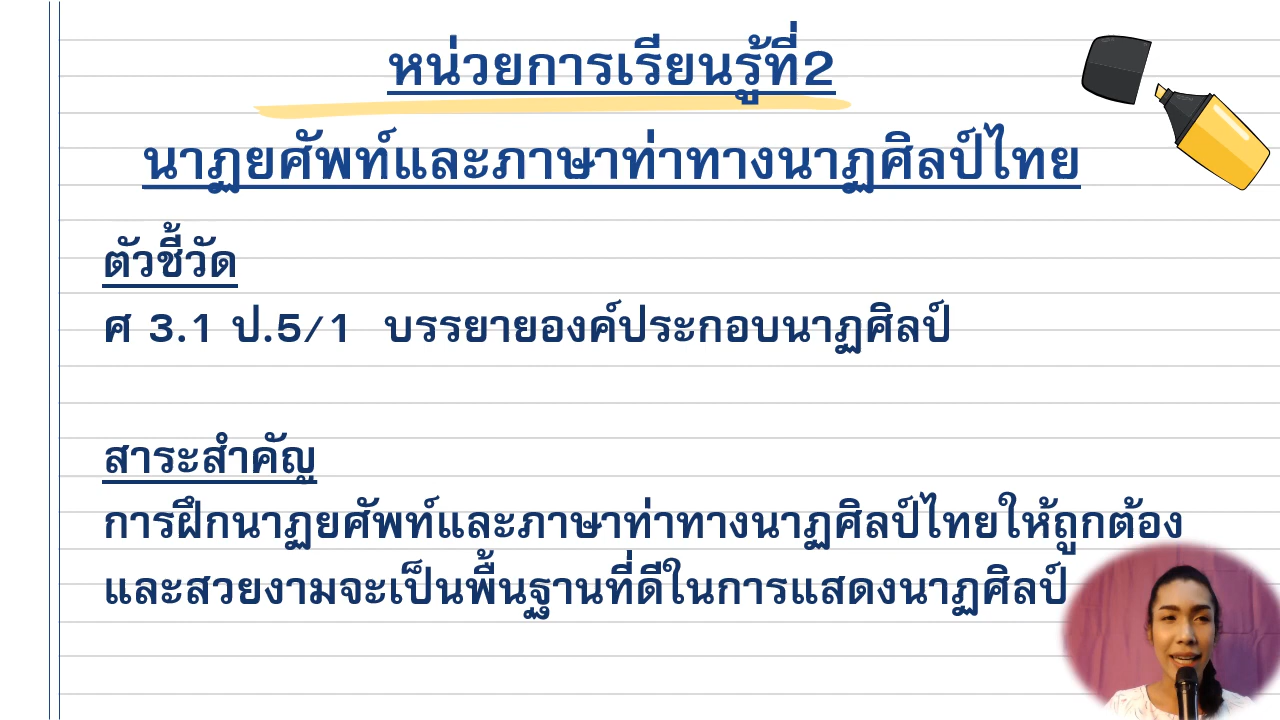 หน่วยการเรียนรู้ที่2
นาฏยศัพท์และภาษาท่าทางนาฏศิลป์ไทย
ตัวชี้วัด
ศ 3.1 ป.5/1 บรรยายองค์ประกอบนาฏศิลป์
สาระสำคัญ
การฝึกนาฏยศัพท์และภาษาท่าทางนาฏศิลป์ไทยให้ถูกต้อง
และสวยงามจะเป็นพื้นฐานที่ดีในการแสดงนาฏศิลป์